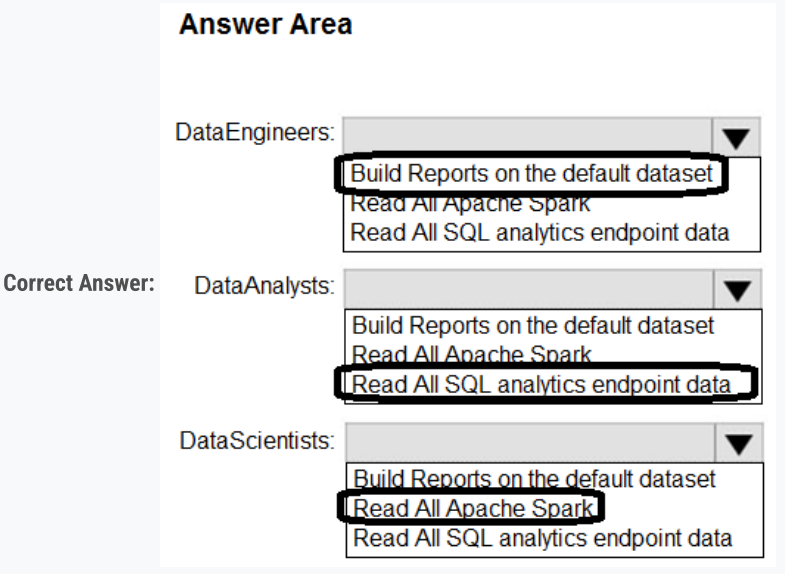 Answer Area
DataEngineers:
Build Reports on the default dataset
Read All Apache Spark
Read All SQL analytics endpoint data
Correct Answer:
DataAnalysts:
Build Reports on the default dataset
Read All Apache Spark
Read All SQL analytics endpoint data
DataScientists:
Build Reports on the default dataset
Read All Apache Spark
Read All SQL analytics endpoint data